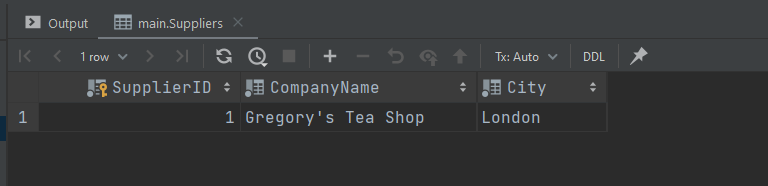 Output main.Suppliers
1 row Tx: Auto DDL
SupplierID CompanyName City
1 1 Gregory's Tea Shop London